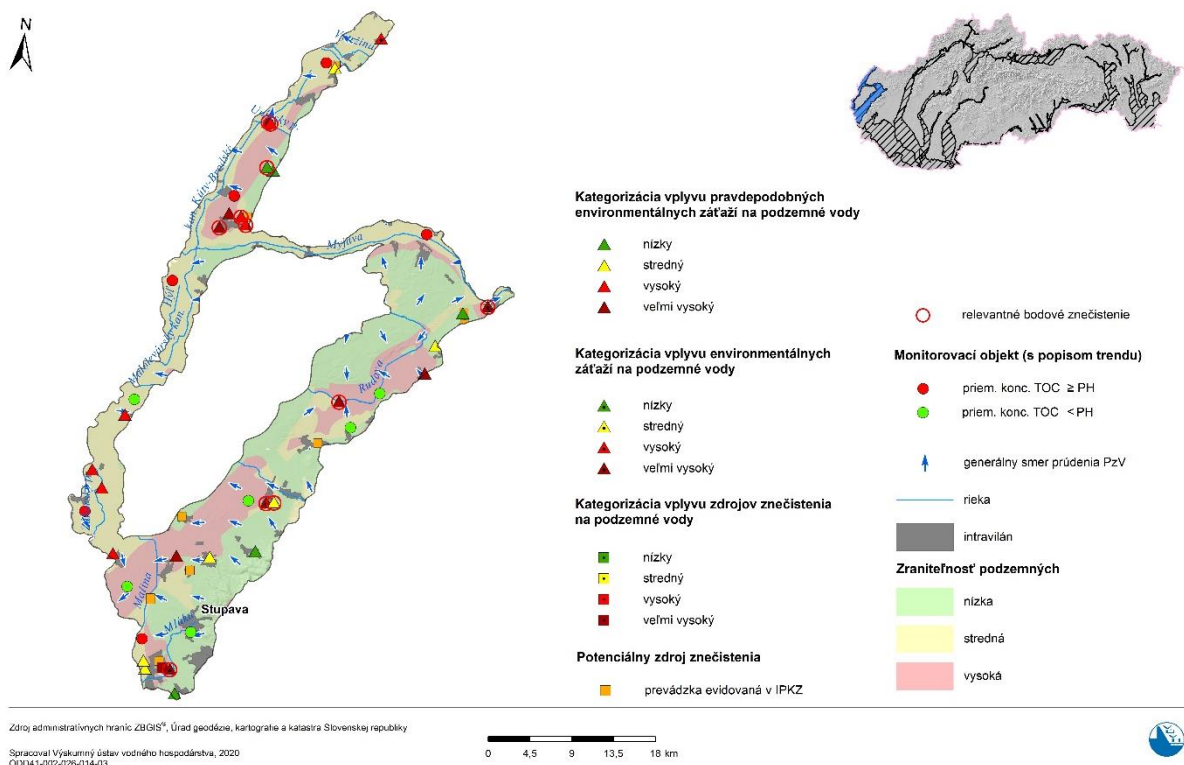 N
Kategorizácia vplyvu pravdepodobných
environmentálnych záťaží na podzemné vody
nízky
stredný
vysoký
veľmi vysoký
Kategorizácia vplyvu environmentálnych
záťaží na podzemné vody
nízky
stredný
vysoký
veľmi vysoký
Kategorizácia vplyvu zdrojov znečistenia
na podzemné vody
nízky
stredný
vysoký
veľmi vysoký
Potenciálny zdroj znečistenia
prevádzka evidovaná v IPKZ
relevantné bodové znečistenie
Monitorovací objekt (s popisom trendu)
priem. konc. TOC ≥ PH
priem. konc. TOC < PH
generálny smer prúdenia PzV
rieka
intravilán
Zraniteľnosť podzemných
nízka
stredná
vysoká
kan. Kúty-Brodské
Myjava
Rudava
Malina
Stupava
Zdroj administratívnych hraníc ZBGIS®, Úrad geodézie, kartografie a katastra Slovenskej republiky
Spracoval Výskumný ústav vodného hospodárstva, 2020
0 4,5 9 13,5 18 km